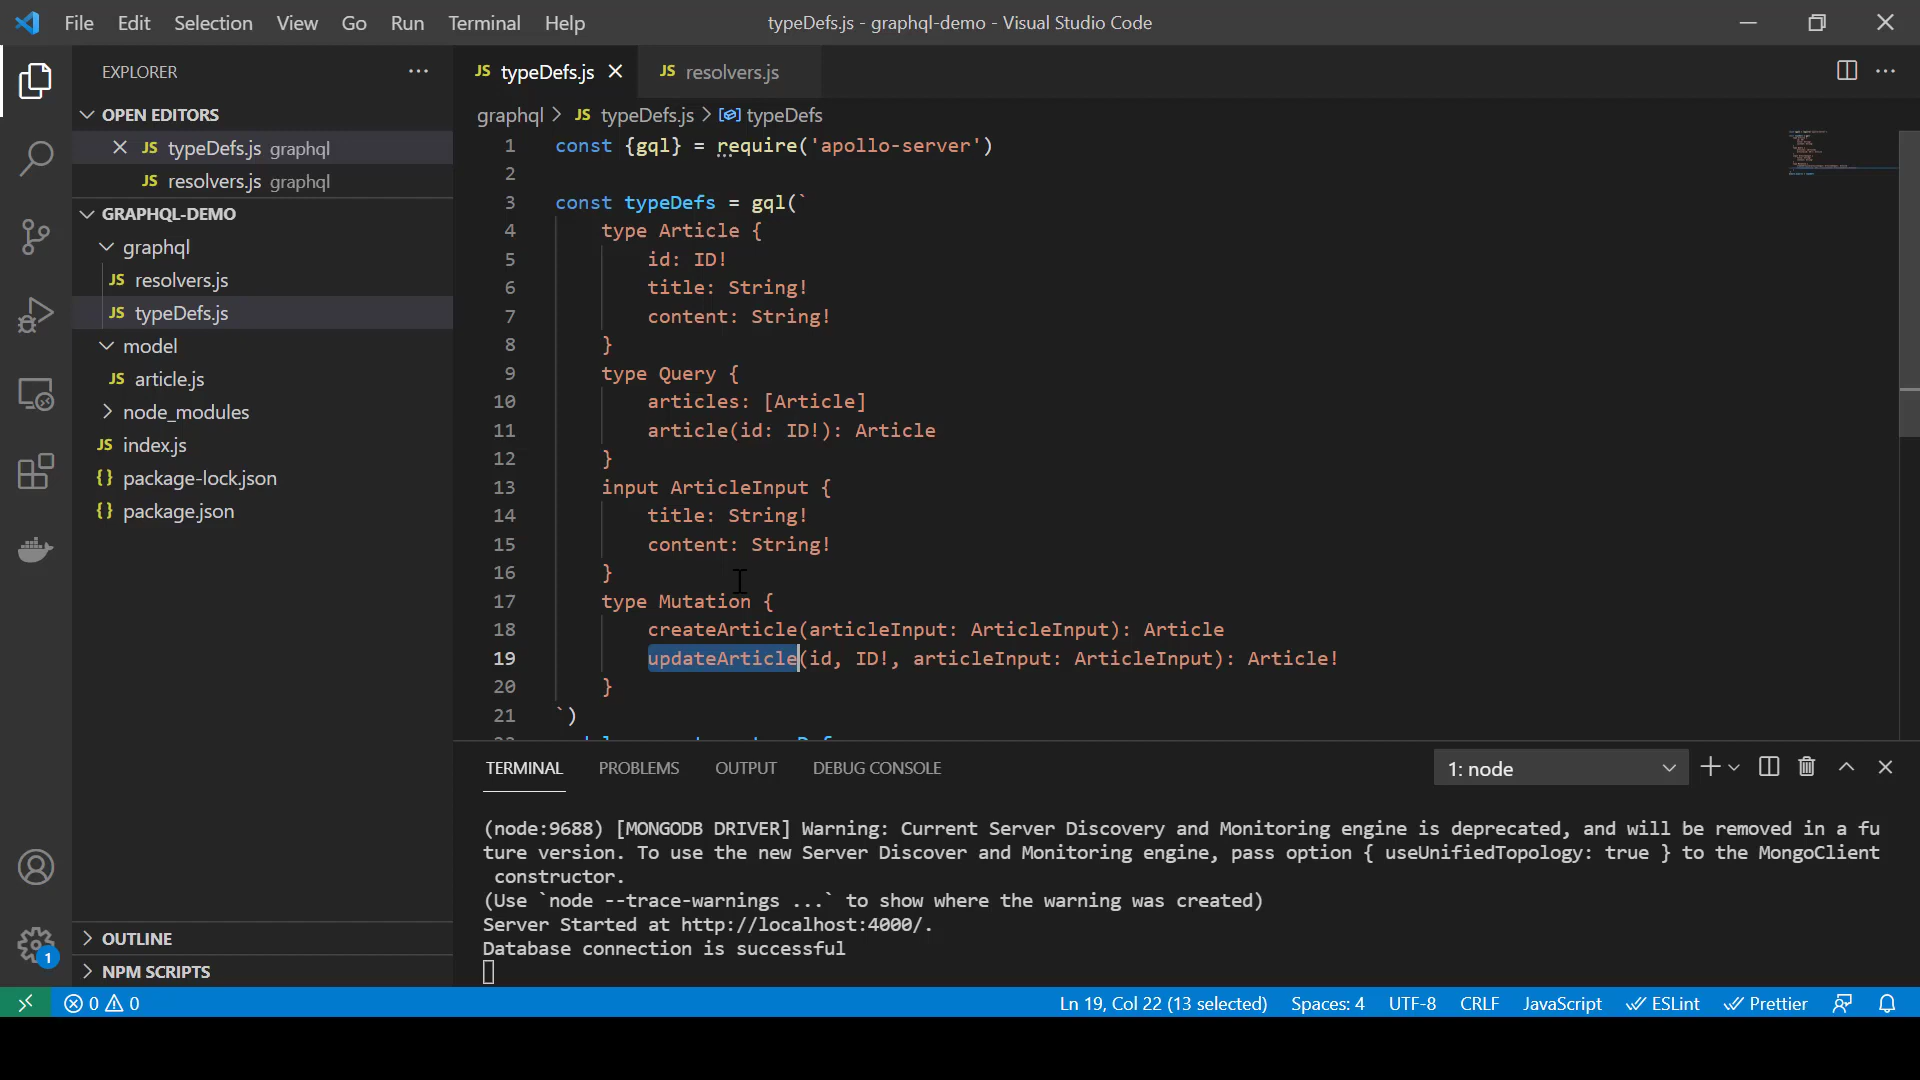 File Edit Selection View Go Run Terminal Help
typeDefs.js - graphql-demo - Visual Studio Code
EXPLORER
OPEN EDITORS
JS typeDefs.js graphql
JS resolvers.js graphql
GRAPHQL-DEMO
graphql
JS resolvers.js
JS typeDefs.js
model
JS article.js
node_modules
JS index.js
{} package-lock.json
{} package.json
OUTLINE
NPM SCRIPTS
1
JS typeDefs.js
JS resolvers.js
graphql > JS typeDefs.js > typeDefs
1 const {gql} = require('apollo-server')
2
3 const typeDefs = gql(`
4 type Article {
5 id: ID!
6 title: String!
7 content: String!
8 }
9 type Query {
10 articles: [Article]
11 article(id: ID!): Article
12 }
13 input ArticleInput {
14 title: String!
15 content: String!
16 }
17 type Mutation {
18 createArticle(articleInput: ArticleInput): Article
19 updateArticle(id, ID!, articleInput: ArticleInput): Article!
20 }
21 `)
TERMINAL PROBLEMS OUTPUT DEBUG CONSOLE
1: node
(node:9688) [MONGODB DRIVER] Warning: Current Server Discovery and Monitoring engine is deprecated, and will be removed in a fu
ture version. To use the new Server Discover and Monitoring engine, pass option { useUnifiedTopology: true } to the MongoClient
constructor.
(Use `node --trace-warnings ...` to show where the warning was created)
Server Started at http://localhost:4000/.
Database connection is successful
0 0
Ln 19, Col 22 (13 selected) Spaces: 4 UTF-8 CRLF JavaScript ESLint Prettier